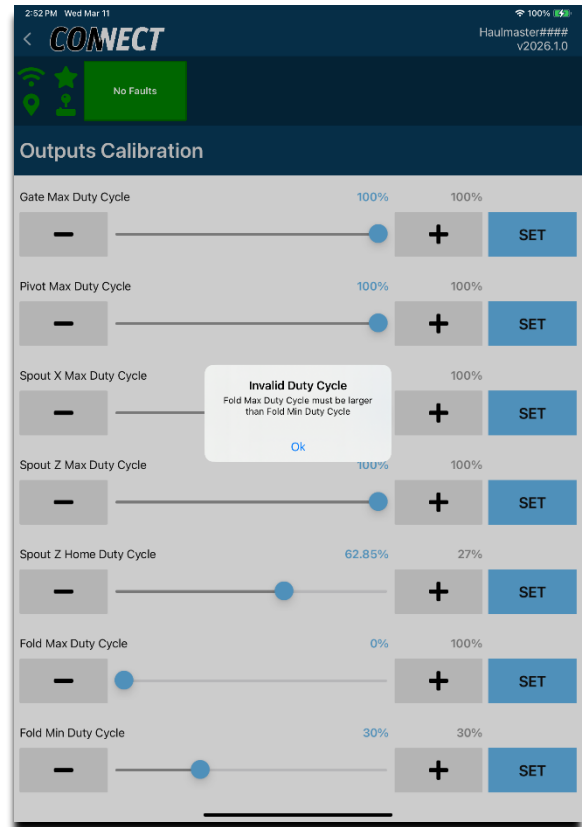 2:52 PM Wed Mar 11
100%
CONNECT
Haulmaster####
v2026.1.0
No Faults
Outputs Calibration
Gate Max Duty Cycle 100% 100%
SET
Pivot Max Duty Cycle 100% 100%
SET
Spout X Max Duty Cycle 100%
SET
Invalid Duty Cycle
Fold Max Duty Cycle must be larger
than Fold Min Duty Cycle
Ok
Spout Z Max Duty Cycle 100% 100%
SET
Spout Z Home Duty Cycle 62.85% 27%
SET
Fold Max Duty Cycle 0% 100%
SET
Fold Min Duty Cycle 30% 30%
SET